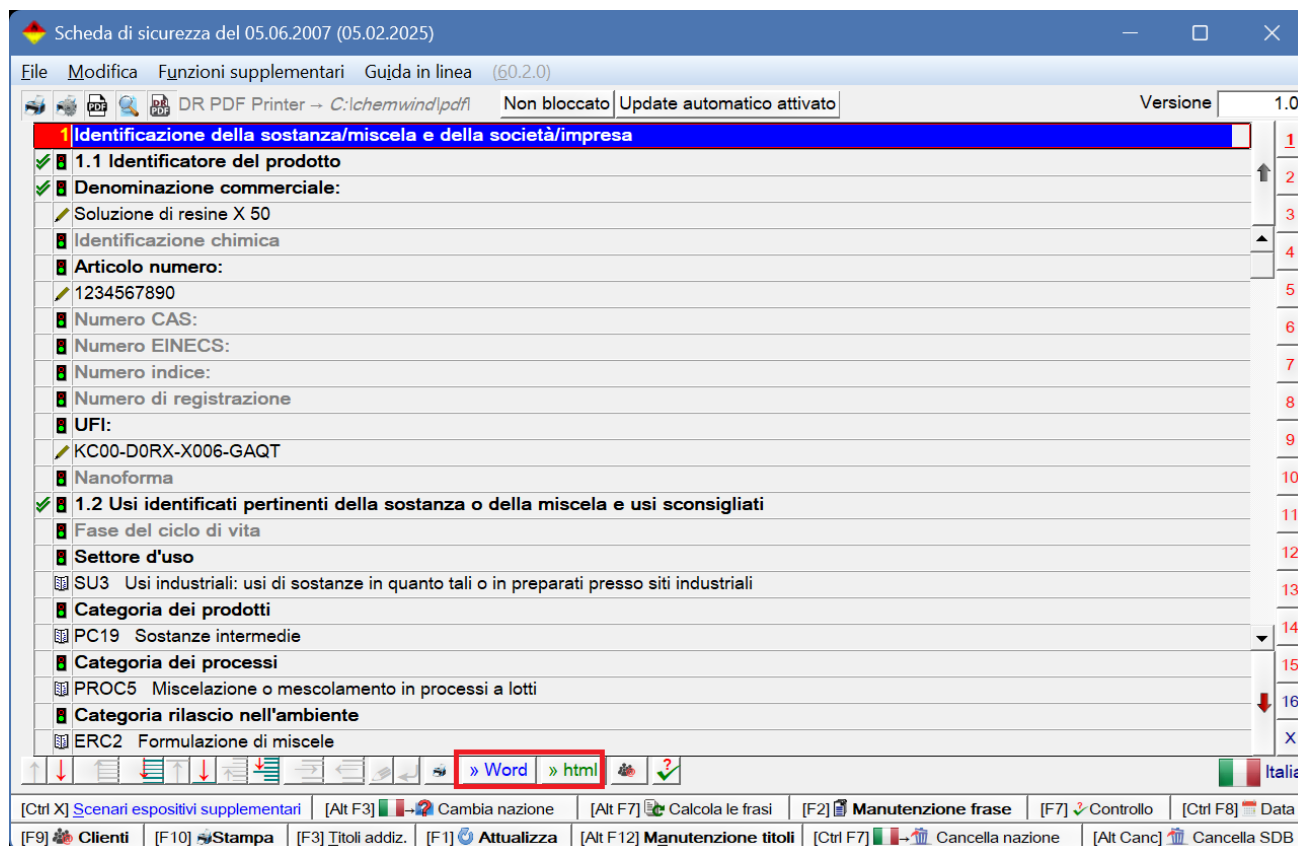 Scheda di sicurezza del 05.06.2007 (05.02.2025)
File Modifica Funzioni supplementari Guida in linea (60.2.0)
PDF DR PDF DR PDF Printer → C:\chemwind\pdf\ Non bloccato Update automatico attivato Versione 1.0
1 Identificazione della sostanza/miscela e della società/impresa
1.1 Identificatore del prodotto
Denominazione commerciale:
Soluzione di resine X 50
Identificazione chimica
Articolo numero:
1234567890
Numero CAS:
Numero EINECS:
Numero indice:
Numero di registrazione
UFI:
KC00-D0RX-X006-GAQT
Nanoforma
1.2 Usi identificati pertinenti della sostanza o della miscela e usi sconsigliati
Fase del ciclo di vita
Settore d'uso
SU3 Usi industriali: usi di sostanze in quanto tali o in preparati presso siti industriali
Categoria dei prodotti
PC19 Sostanze intermedie
Categoria dei processi
PROC5 Miscelazione o mescolamento in processi a lotti
Categoria rilascio nell'ambiente
ERC2 Formulazione di miscele
1
2
3
4
5
6
7
8
9
10
11
12
13
14
15
16
X
» Word » html ? Italia
[Ctrl X] Scenari espositivi supplementari [Alt F3] → ? Cambia nazione [Alt F7] Calcola le frasi [F2] Manutenzione frase [F7] Controllo [Ctrl F8] Data
[F9] Clienti [F10] Stampa [F3] Titoli addiz. [F1] Attualizza [Alt F12] Manutenzione titoli [Ctrl F7] → Cancella nazione [Alt Canc] Cancella SDB